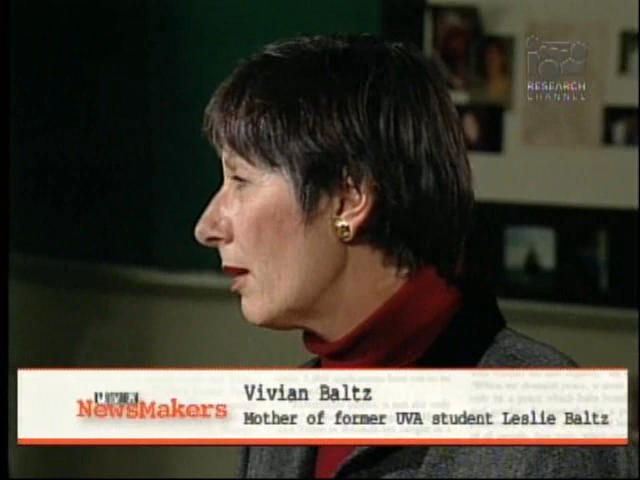 RESEARCH
CHANNEL
NewsMakers
Vivian Baltz
Mother of former UVA student Leslie Baltz